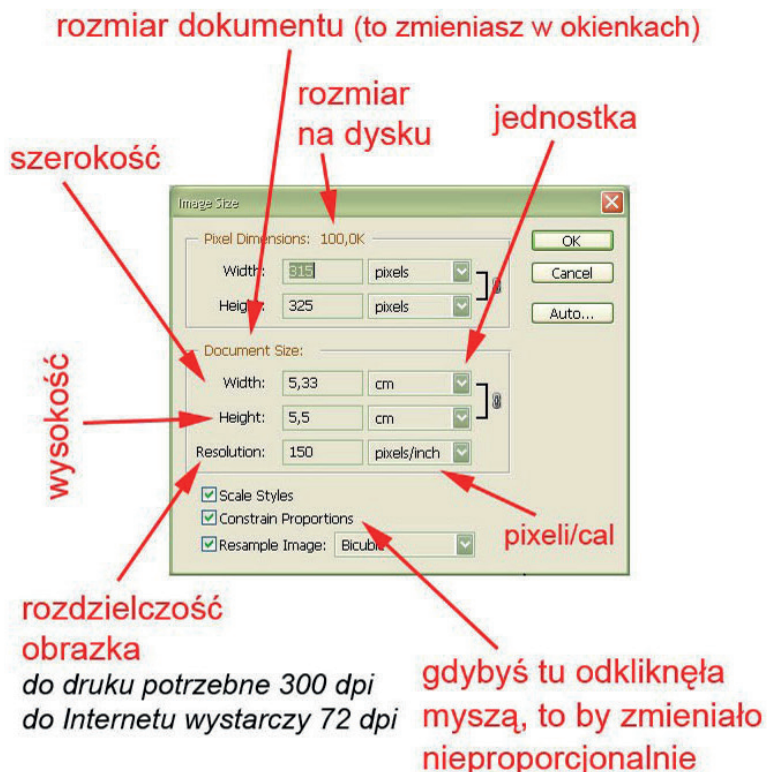 rozmiar dokumentu (to zmieniasz w okienkach)
rozmiar
na dysku
jednostka
szerokość
Image Size
Pixel Dimensions: 100,0K
Width: 315 pixels
Height: 325 pixels
OK
Cancel
Auto...
Document Size:
Width: 5,33 cm
Height: 5,5 cm
Resolution: 150 pixels/inch
wysokość
Scale Styles
Constrain Proportions
Resample Image: Bicubic
pixeli/cal
rozdzielczość
obrazka
do druku potrzebne 300 dpi
do Internetu wystarczy 72 dpi
gdybyś tu odkliknęła
myszą, to by zmieniało
nieproporcjonalnie